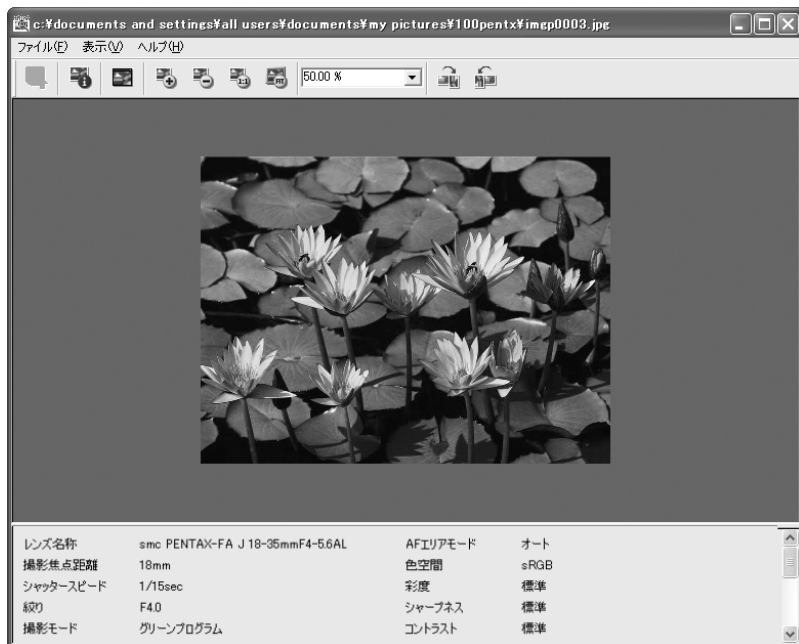 c:¥documents and settings¥all users¥documents¥my pictures¥100pentx¥imgp0003.jpg
ファイル(F) 表示(V) ヘルプ(H)
1:1 FIT 50.00 %
レンズ名称 smc PENTAX-FA J 18-35mmF4-5.6AL AFエリアモード オート
撮影焦点距離 18mm 色空間 sRGB
シャッタースピード 1/15sec 彩度 標準
絞り F4.0 シャープネス 標準
撮影モード グリーンプログラム コントラスト 標準